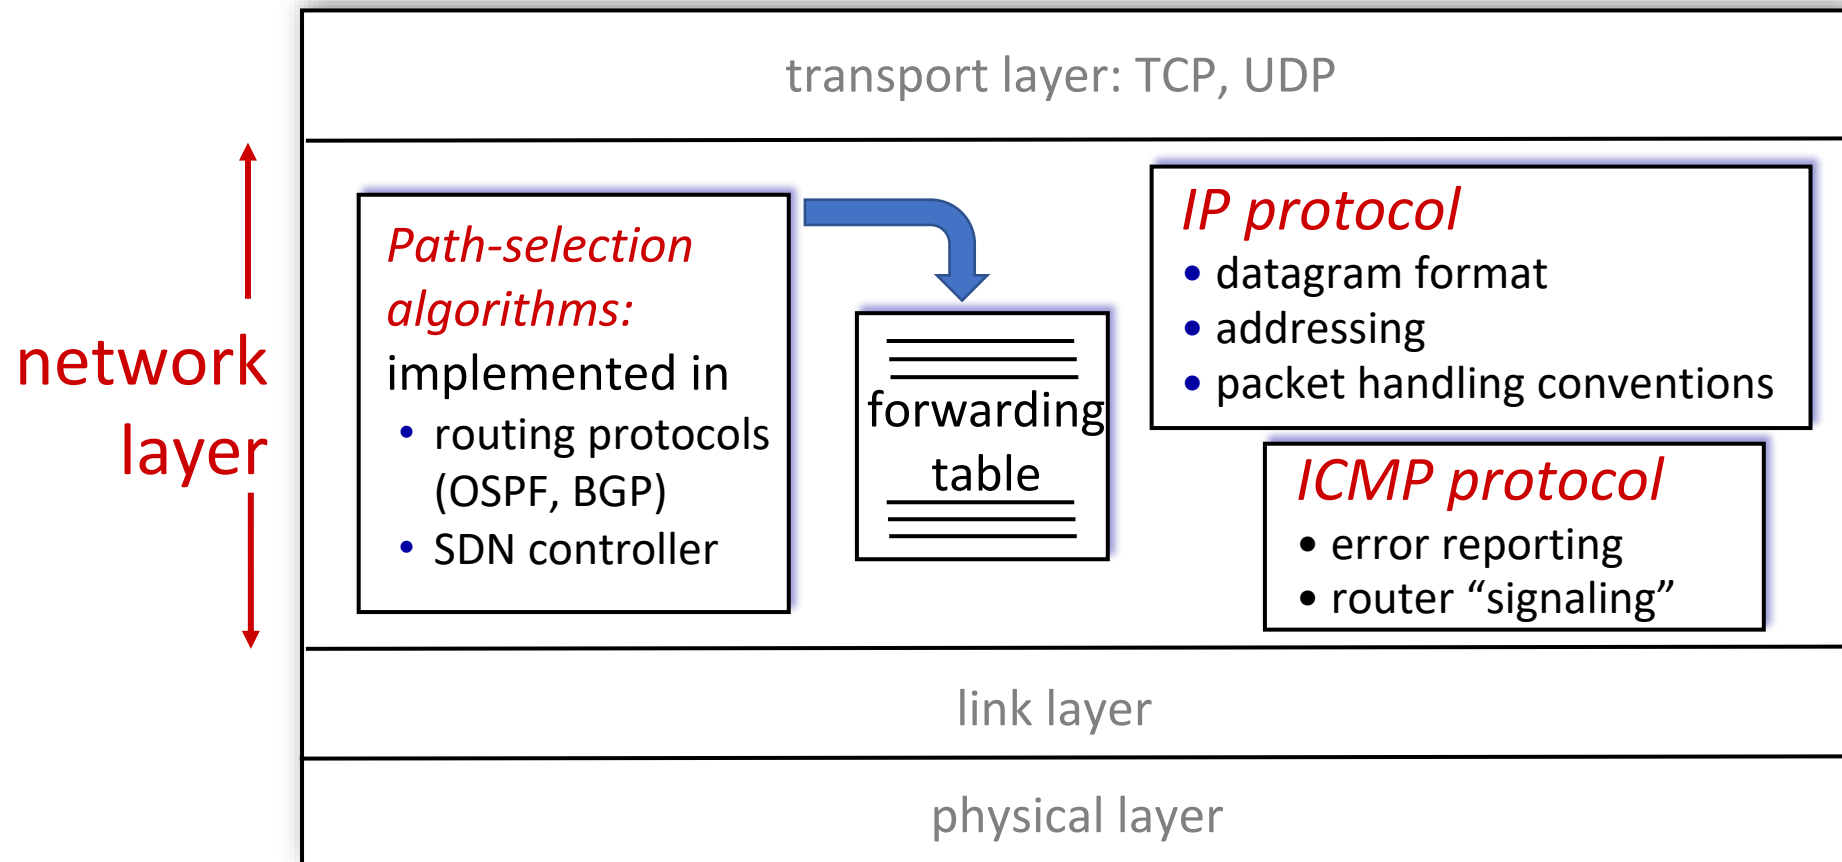 transport layer: TCP, UDP
network
layer
Path-selection
algorithms:
implemented in
• routing protocols
(OSPF, BGP)
• SDN controller
forwarding
table
IP protocol
• datagram format
• addressing
• packet handling conventions
ICMP protocol
• error reporting
• router “signaling”
link layer
physical layer